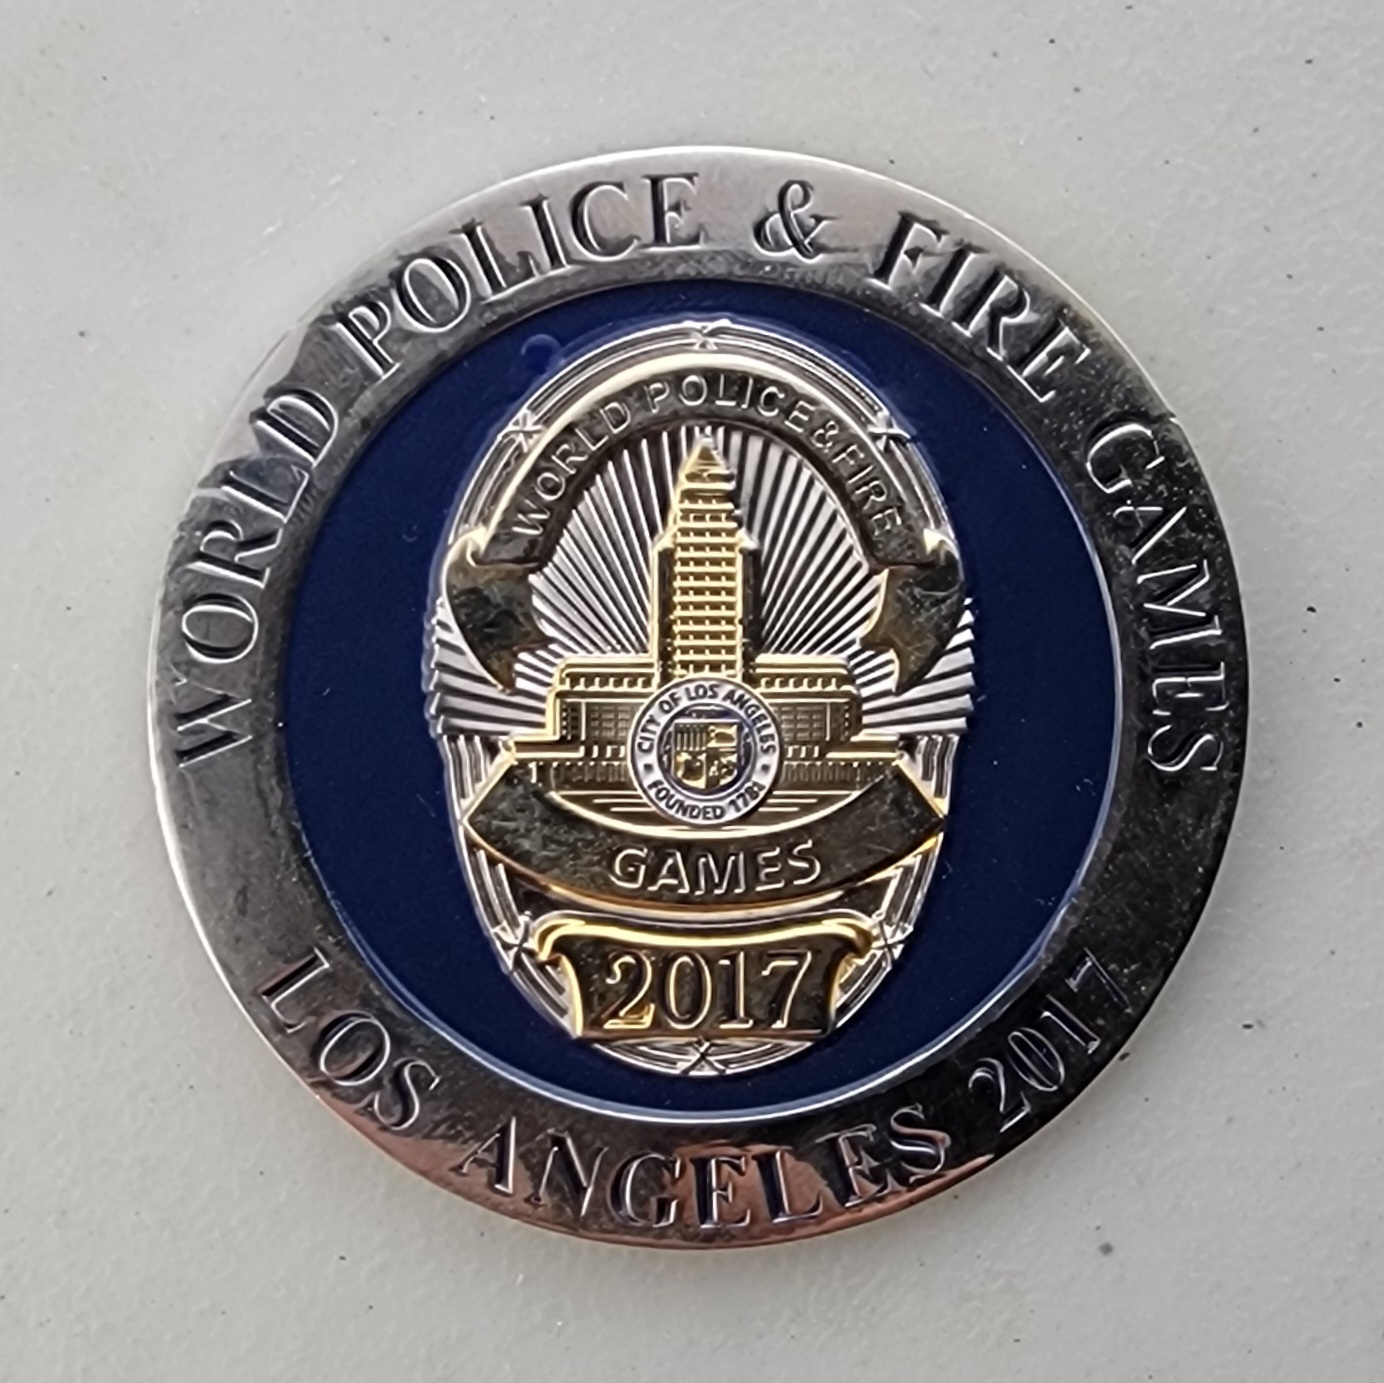 WORLD POLICE & FIRE GAMES
WORLD POLICE&FIRE
CITY OF LOS ANGELES
FOUNDED 1781
GAMES
2017
LOS ANGELES 2017